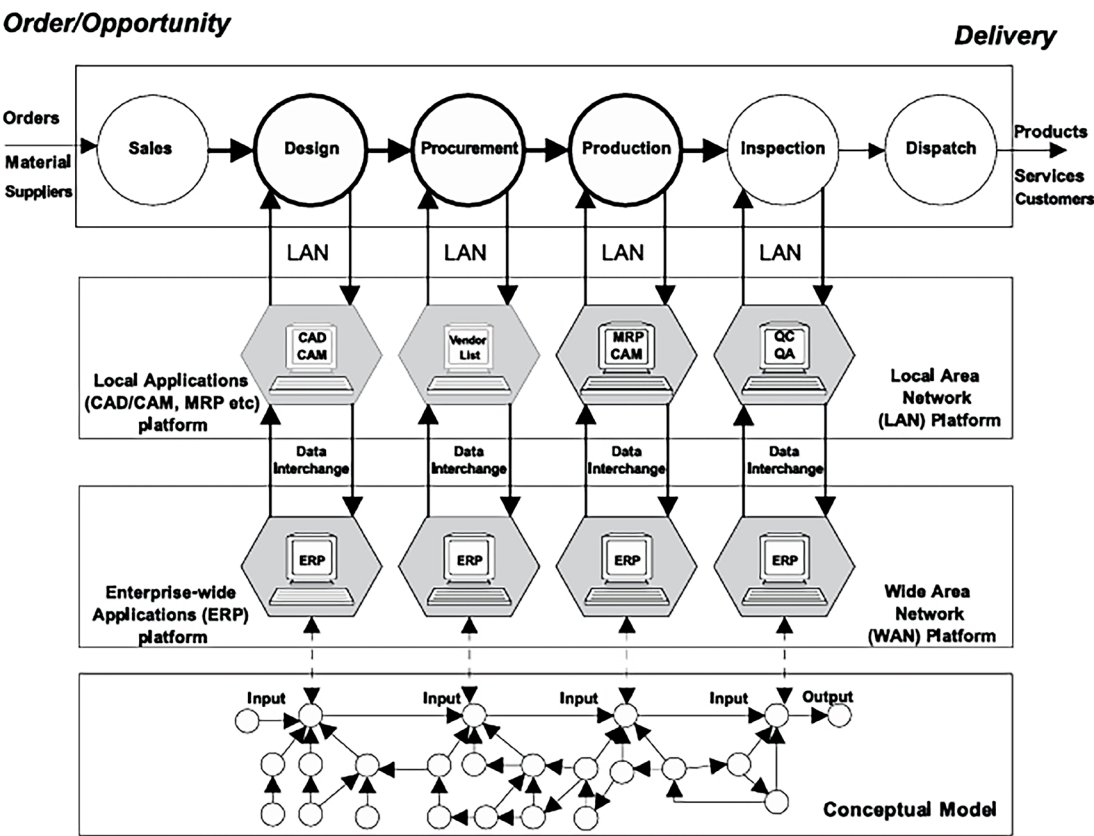 Order/Opportunity
Delivery
Orders
Material
Suppliers
Sales
Design
Procurement
Production
Inspection
Dispatch
Products
Services
Customers
LAN
LAN
LAN
LAN
CAD
CAM
Vendor
List
MRP
CAM
QC
QA
Local Applications
(CAD/CAM, MRP etc)
platform
Local Area
Network
(LAN) Platform
Data
Interchange
Data
Interchange
Data
Interchange
Data
Interchange
ERP
ERP
ERP
ERP
Enterprise-wide
Applications (ERP)
platform
Wide Area
Network
(WAN) Platform
Input
Input
Input
Input
Output
Conceptual Model